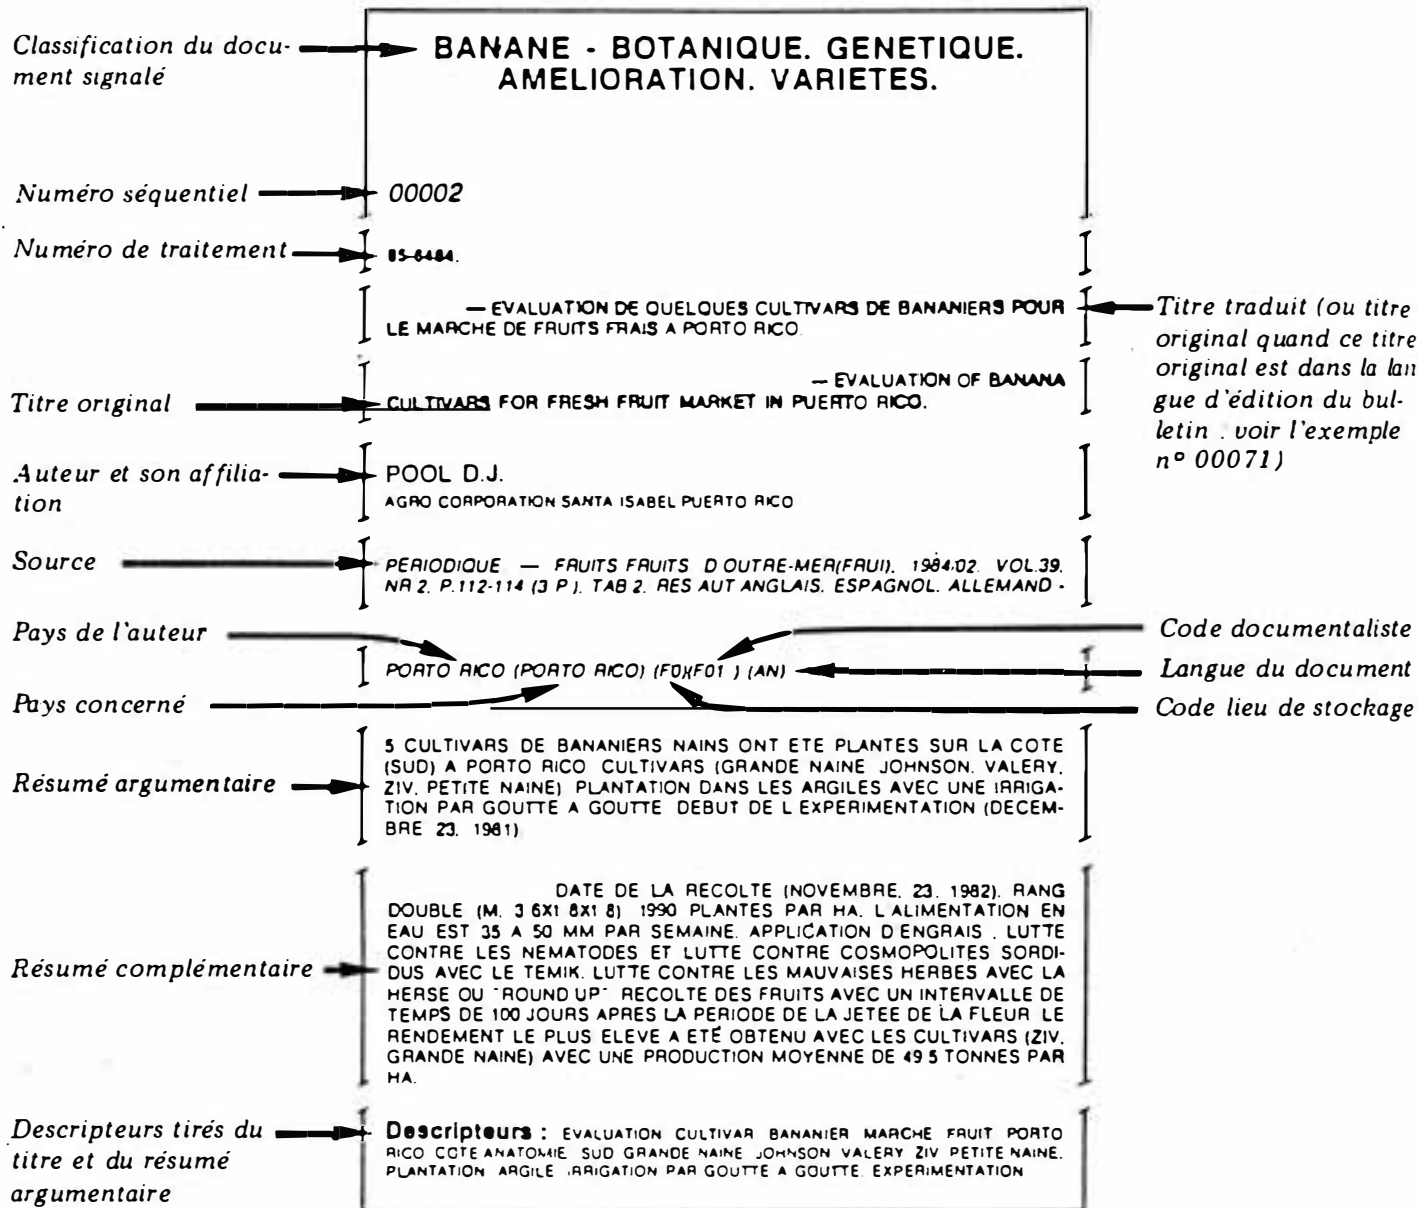 Classification du docu-
ment signalé
BANANE - BOTANIQUE. GENETIQUE.
AMELIORATION. VARIETES.
Numéro séquentiel
00002
Numéro de traitement
85-6484.
— EVALUATION DE QUELQUES CULTIVARS DE BANANIERS POUR
LE MARCHE DE FRUITS FRAIS A PORTO RICO
Titre traduit (ou titre
original quand ce titre
original est dans la lan
gue d'édition du bul-
letin . voir l'exemple
n° 00071)
Titre original
— EVALUATION OF BANANA
CULTIVARS FOR FRESH FRUIT MARKET IN PUERTO RICO.
Auteur et son affilia-
tion
POOL D.J.
AGRO CORPORATION SANTA ISABEL PUERTO RICO
Source
PERIODIQUE — FRUITS FRUITS D OUTRE-MER(FRUI). 1984/02. VOL.39.
NR 2. P.112-114 (3 P.). TAB 2. RES AUT ANGLAIS. ESPAGNOL. ALLEMAND -
Pays de l'auteur
Code documentaliste
PORTO RICO (PORTO RICO) (F0)(F01 ) (AN)
Langue du document
Pays concerné
Code lieu de stockage
Résumé argumentaire
5 CULTIVARS DE BANANIERS NAINS ONT ETE PLANTES SUR LA COTE
(SUD) A PORTO RICO CULTIVARS (GRANDE NAINE JOHNSON. VALERY.
ZIV. PETITE NAINE) PLANTATION DANS LES ARGILES AVEC UNE IRRIGA-
TION PAR GOUTTE A GOUTTE DEBUT DE L EXPERIMENTATION (DECEM-
BRE 23. 1981)
Résumé complémentaire
DATE DE LA RECOLTE (NOVEMBRE. 23. 1982). RANG
DOUBLE (M. 3 6X1 8X1 8) 1990 PLANTES PAR HA. L'ALIMENTATION EN
EAU EST 35 A 50 MM PAR SEMAINE. APPLICATION D ENGRAIS . LUTTE
CONTRE LES NEMATODES ET LUTTE CONTRE COSMOPOLITES SORDI-
DUS AVEC LE TEMIK. LUTTE CONTRE LES MAUVAISES HERBES AVEC LA
HERSE OU "ROUND UP" RECOLTE DES FRUITS AVEC UN INTERVALLE DE
TEMPS DE 100 JOURS APRES LA PERIODE DE LA JETEE DE LA FLEUR LE
RENDEMENT LE PLUS ELEVE A ETÉ OBTENU AVEC LES CULTIVARS (ZIV.
GRANDE NAINE) AVEC UNE PRODUCTION MOYENNE DE 49 5 TONNES PAR
HA.
Descripteurs tirés du
titre et du résumé
argumentaire
Descripteurs : EVALUATION CULTIVAR BANANIER MARCHE FRUIT PORTO
RICO COTE ANATOMIE SUD GRANDE NAINE JOHNSON VALERY ZIV PETITE NAINE.
PLANTATION ARGILE IRRIGATION PAR GOUTTE A GOUTTE. EXPERIMENTATION